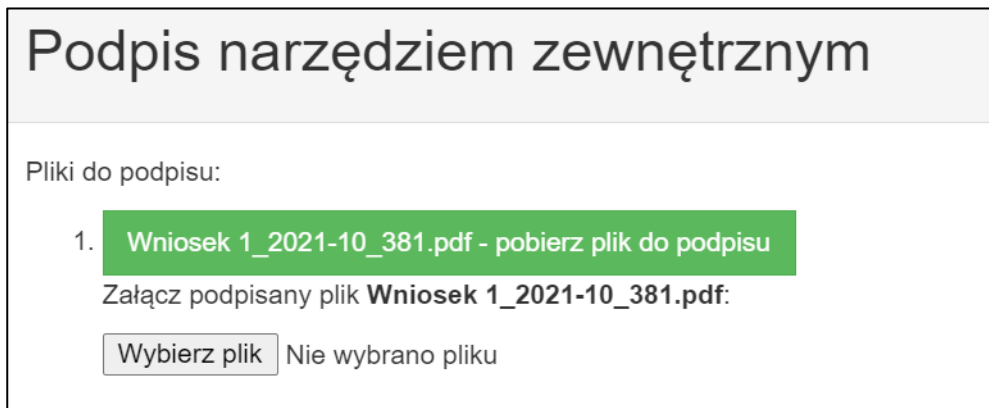 Podpis narzędziem zewnętrznym
Pliki do podpisu:
1. Wniosek 1_2021-10_381.pdf - pobierz plik do podpisu
Załącz podpisany plik Wniosek 1_2021-10_381.pdf:
Wybierz plik Nie wybrano pliku